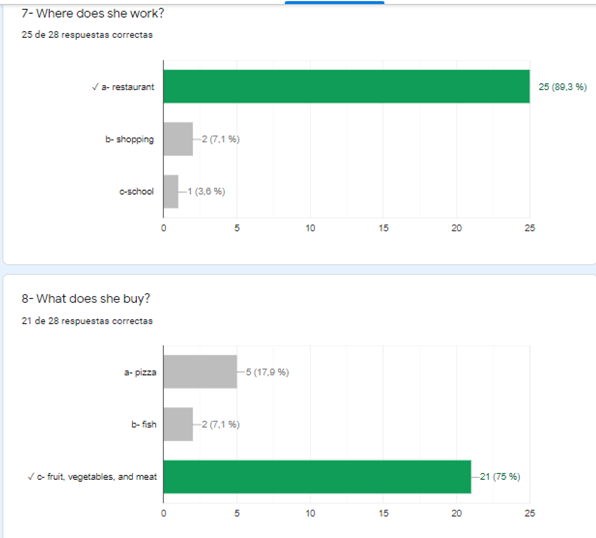 7- Where does she work?
25 de 28 respuestas correctas
✓ a- restaurant
25 (89,3 %)
b- shopping
2 (7,1 %)
c-school
1 (3,6 %)
0 5 10 15 20 25
8- What does she buy?
21 de 28 respuestas correctas
a- pizza
5 (17,9 %)
b- fish
2 (7,1 %)
✓ c- fruit, vegetables, and meat
21 (75 %)
0 5 10 15 20 25